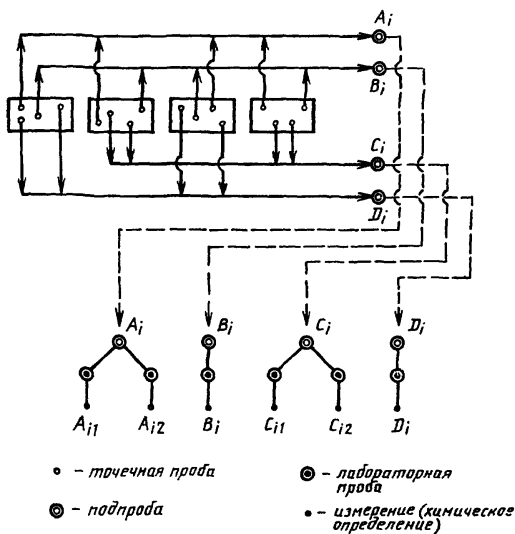 Ai
Bi
Ci
Di
Ai Bi Ci Di
Ai1 Ai2 Bi Ci1 Ci2 Di
- точечная проба
- подпроба
- лабораторная
проба
- измерение (химическое
определение)